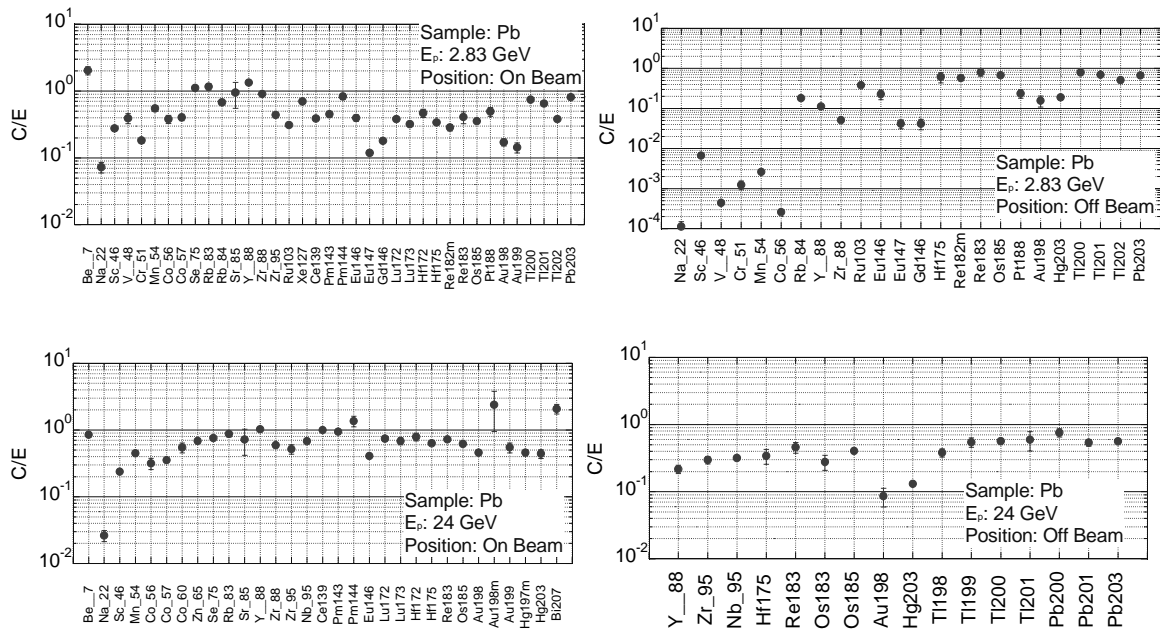 10¹
10⁰
10⁻¹
10⁻²
C/E
Sample: Pb
Eₚ: 2.83 GeV
Position: On Beam
Be__7
Na_22
Sc_46
V__48
Cr_51
Mn_54
Co_56
Co_57
Se_75
Rb_83
Rb_84
Sr_85
Y__88
Zr_88
Zr_95
Ru103
Xe127
Ce139
Pm143
Pm144
Eu146
Eu147
Gd146
Lu172
Lu173
Hf172
Hf175
Re182m
Re183
Os185
Pt188
Au198
Au199
Tl200
Tl201
Tl202
Pb203
10¹
10⁰
10⁻¹
10⁻²
10⁻³
10⁻⁴
C/E
Sample: Pb
Eₚ: 2.83 GeV
Position: Off Beam
Na_22
Sc_46
V__48
Cr_51
Mn_54
Co_56
Rb_84
Y__88
Zr_88
Ru103
Eu146
Eu147
Gd146
Hf175
Re182m
Re183
Os185
Pt188
Au198
Hg203
Tl200
Tl201
Tl202
Pb203
10¹
10⁰
10⁻¹
10⁻²
C/E
Sample: Pb
Eₚ: 24 GeV
Position: On Beam
Be__7
Na_22
Sc_46
Mn_54
Co_56
Co_57
Co_60
Zn_65
Se_75
Rb_83
Sr_85
Y__88
Zr_88
Zr_95
Nb_95
Ce139
Pm143
Pm144
Eu146
Lu172
Lu173
Hf172
Hf175
Re183
Os185
Au198
Au198m
Au199
Hg197m
Hg203
Bi207
10¹
10⁰
10⁻¹
10⁻²
C/E
Sample: Pb
Eₚ: 24 GeV
Position: Off Beam
Y__88
Zr_95
Nb_95
Hf175
Re183
Os183
Os185
Au198
Hg203
Tl198
Tl199
Tl200
Tl201
Pb200
Pb201
Pb203